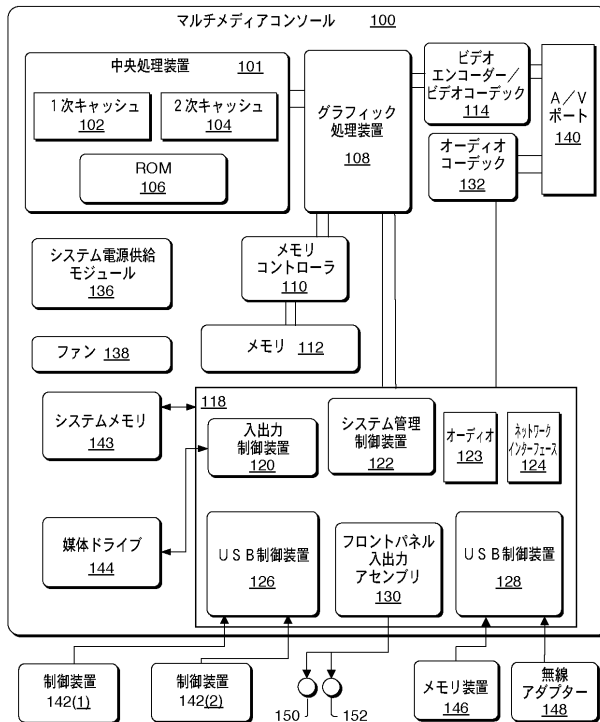 マルチメディアコンソール 100
中央処理装置 101
1次キャッシュ
102
2次キャッシュ
104
ROM
106
グラフィック
処理装置
108
ビデオ
エンコーダー／
ビデオコーデック
114
A／V
ポート
140
オーディオ
コーデック
132
システム電源供給
モジュール
136
メモリ
コントローラ
110
ファン 138
メモリ 112
システムメモリ
143
118
入出力
制御装置
120
システム管理
制御装置
122
オーディオ
123
ネットワーク
インターフェース
124
媒体ドライブ
144
USB制御装置
126
フロントパネル
入出力
アセンブリ
130
USB制御装置
128
制御装置
142(1)
制御装置
142(2)
150
152
メモリ装置
146
無線
アダプター
148